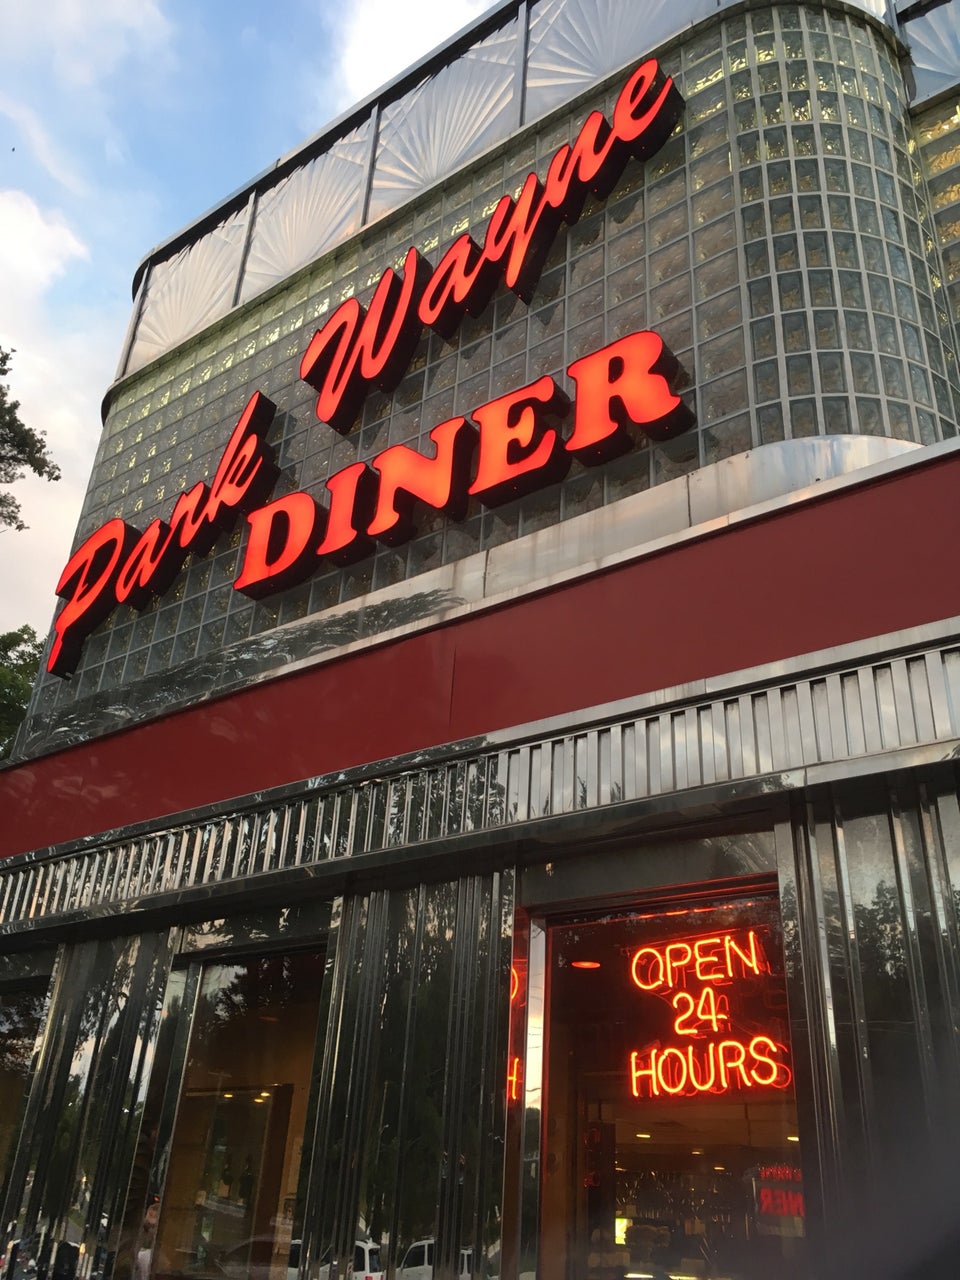 Park Wayne
DINER
OPEN
24
HOURS